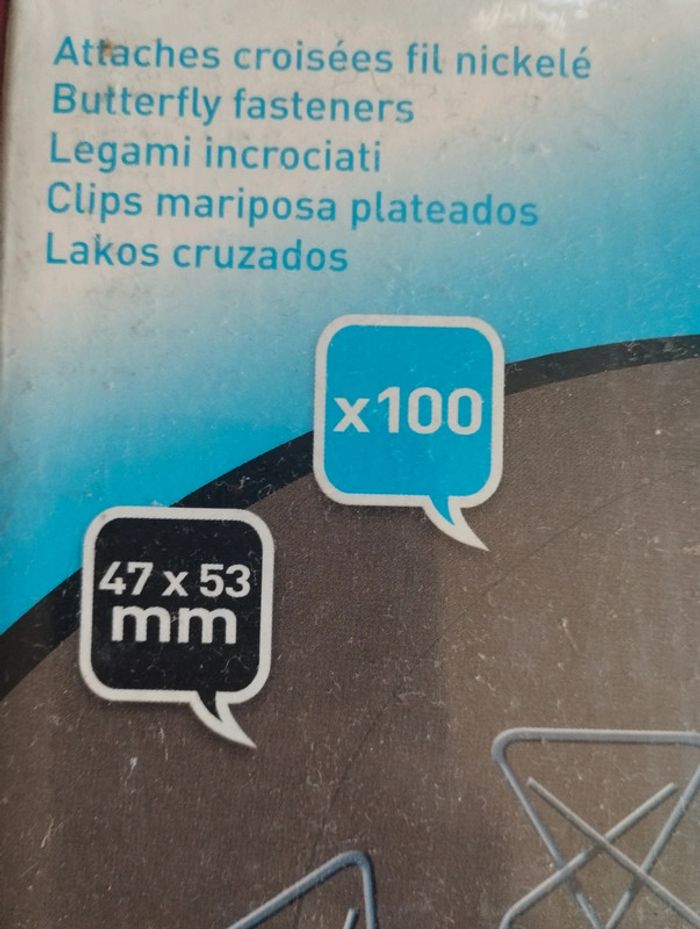 Attaches croisées fil nickelé
Butterfly fasteners
Legami incrociati
Clips mariposa plateados
Lakos cruzados
x100
47 x 53
mm